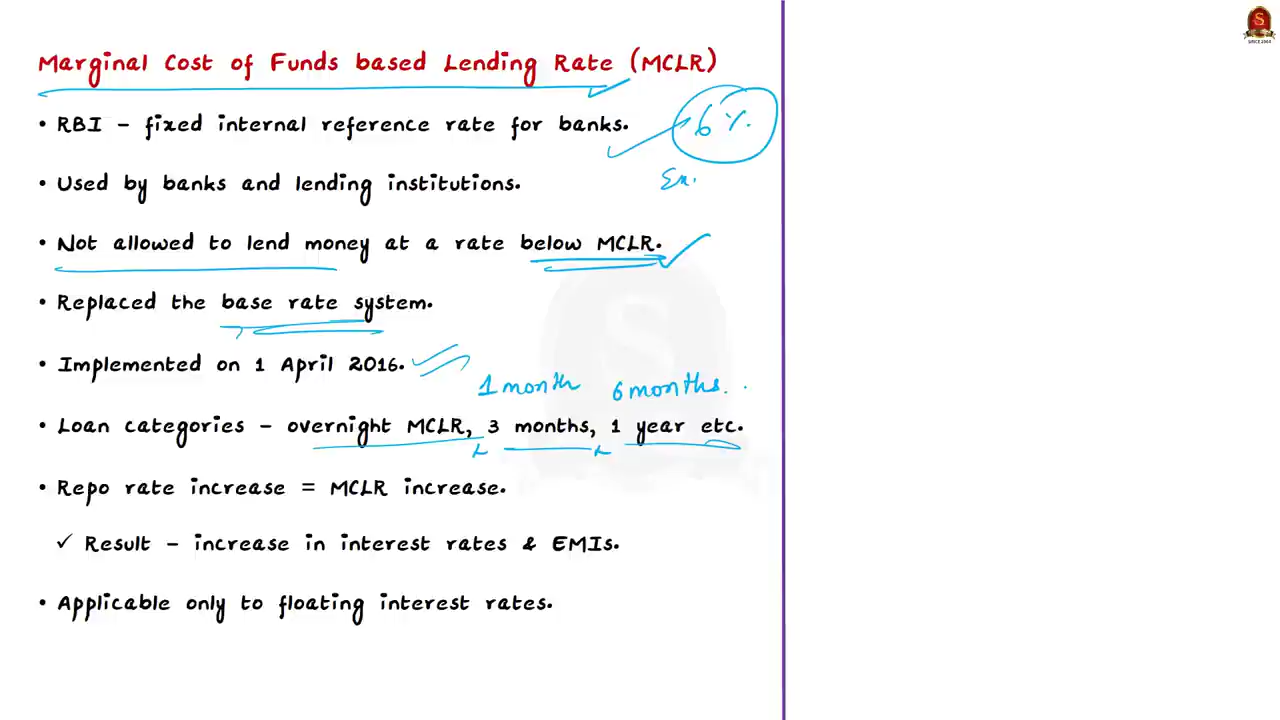 Marginal Cost of Funds based Lending Rate (MCLR)
• RBI - fixed internal reference rate for banks.
6%
Ex.
• Used by banks and lending institutions.
• Not allowed to lend money at a rate below MCLR.
• Replaced the base rate system.
• Implemented on 1 April 2016.
1 month 6 months..
• Loan categories - overnight MCLR, 3 months, 1 year etc.
• Repo rate increase = MCLR increase.
✓ Result - increase in interest rates & EMIs.
• Applicable only to floating interest rates.
S
SINCE 2004
S